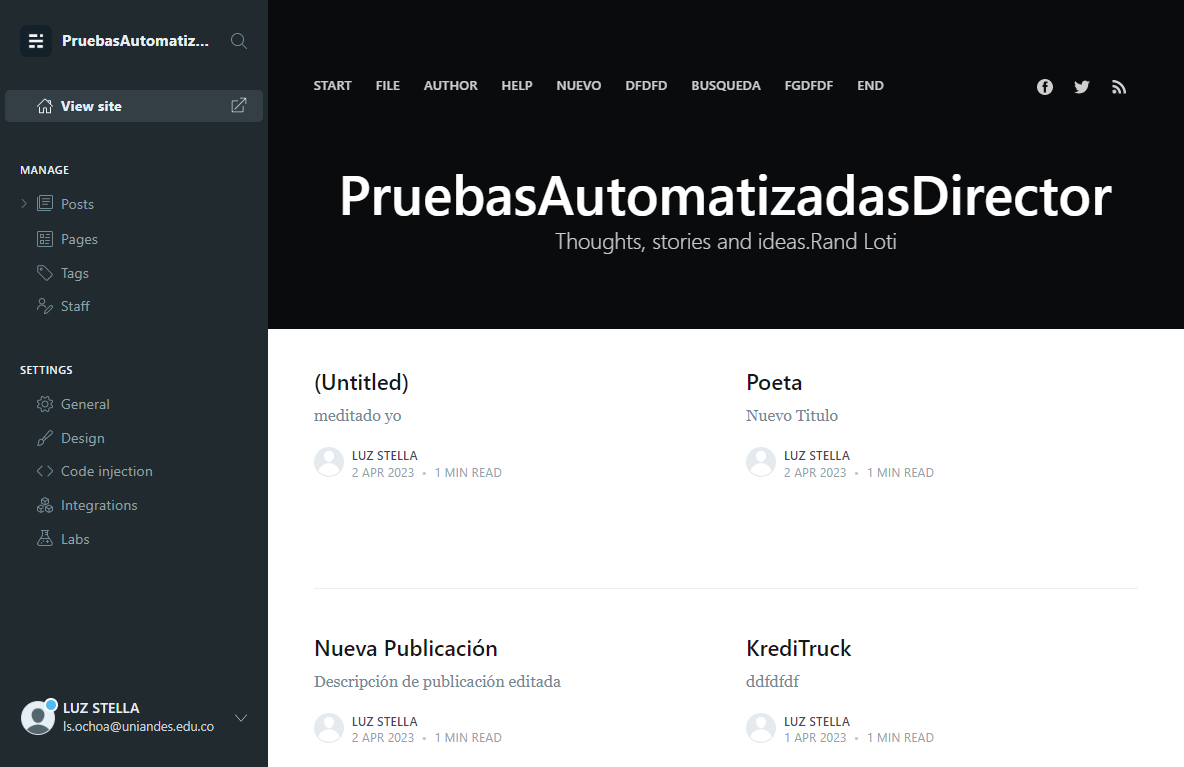 PruebasAutomatiz...
View site
MANAGE
Posts
Pages
Tags
Staff
SETTINGS
General
Design
Code injection
Integrations
Labs
LUZ STELLA
ls.ochoa@uniandes.edu.co
START FILE AUTHOR HELP NUEVO DFDFD BUSQUEDA FGDFDF END
PruebasAutomatizadasDirector
Thoughts, stories and ideas.Rand Loti
(Untitled)
meditado yo
LUZ STELLA
2 APR 2023 • 1 MIN READ
Poeta
Nuevo Titulo
LUZ STELLA
2 APR 2023 • 1 MIN READ
Nueva Publicación
Descripción de publicación editada
LUZ STELLA
2 APR 2023 • 1 MIN READ
KrediTruck
ddfdfdf
LUZ STELLA
1 APR 2023 • 1 MIN READ